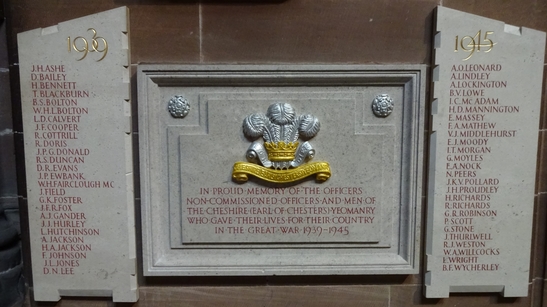 1939
J.H.ASHE
D.BAILEY
H.BENNETT
T.BLACKBURN
B.S.BOLTON
W.H.L.BOLTON
L.D.CALVERT
J.F.COOPER
R.COTTRILL
R.DORIS
J.P.G.DONALD
R.S.DUNCAN
D.R.EVANS
J.P.EWBANK
W.H.FAIRCLOUGH MC
J.FIELD
G.K.FOSTER
J.E.FOX
A.J.GANDER
J.J.HURLEY
L.HUTCHINSON
A.JACKSON
H.A.JACKSON
F.JOHNSON
J.L.JONES
D.N.LEE
IN PROUD MEMORY OF THE OFFICERS
NON-COMMISSIONED OFFICERS AND MEN OF
THE CHESHIRE (EARL OF CHESTER'S) YEOMANRY
WHO GAVE THEIR LIVES FOR THEIR COUNTRY
IN THE GREAT WAR 1939-1945
1945
A.O.LEONARD
A.LINDLEY
A.LOCKINGTON
B.V.LOWE
I.C.McADAM
H.D.MANNINGTON
E.MASSEY
E.A.MATHEW
V.J.MIDDLEHURST
E.J.MOODY
I.T.MORGAN
G.MOYLES
E.A.NOCK
N.PEERS
J.K.V.POLLARD
J.H.PROUDLEY
H.RICHARDS
R.RICHARDS
G.R.ROBINSON
P.SCOTT
G.STONE
J.THURLWELL
R.J.WESTON
W.A.WILCOCKS
F.WRIGHT
B.F.WYCHERLEY